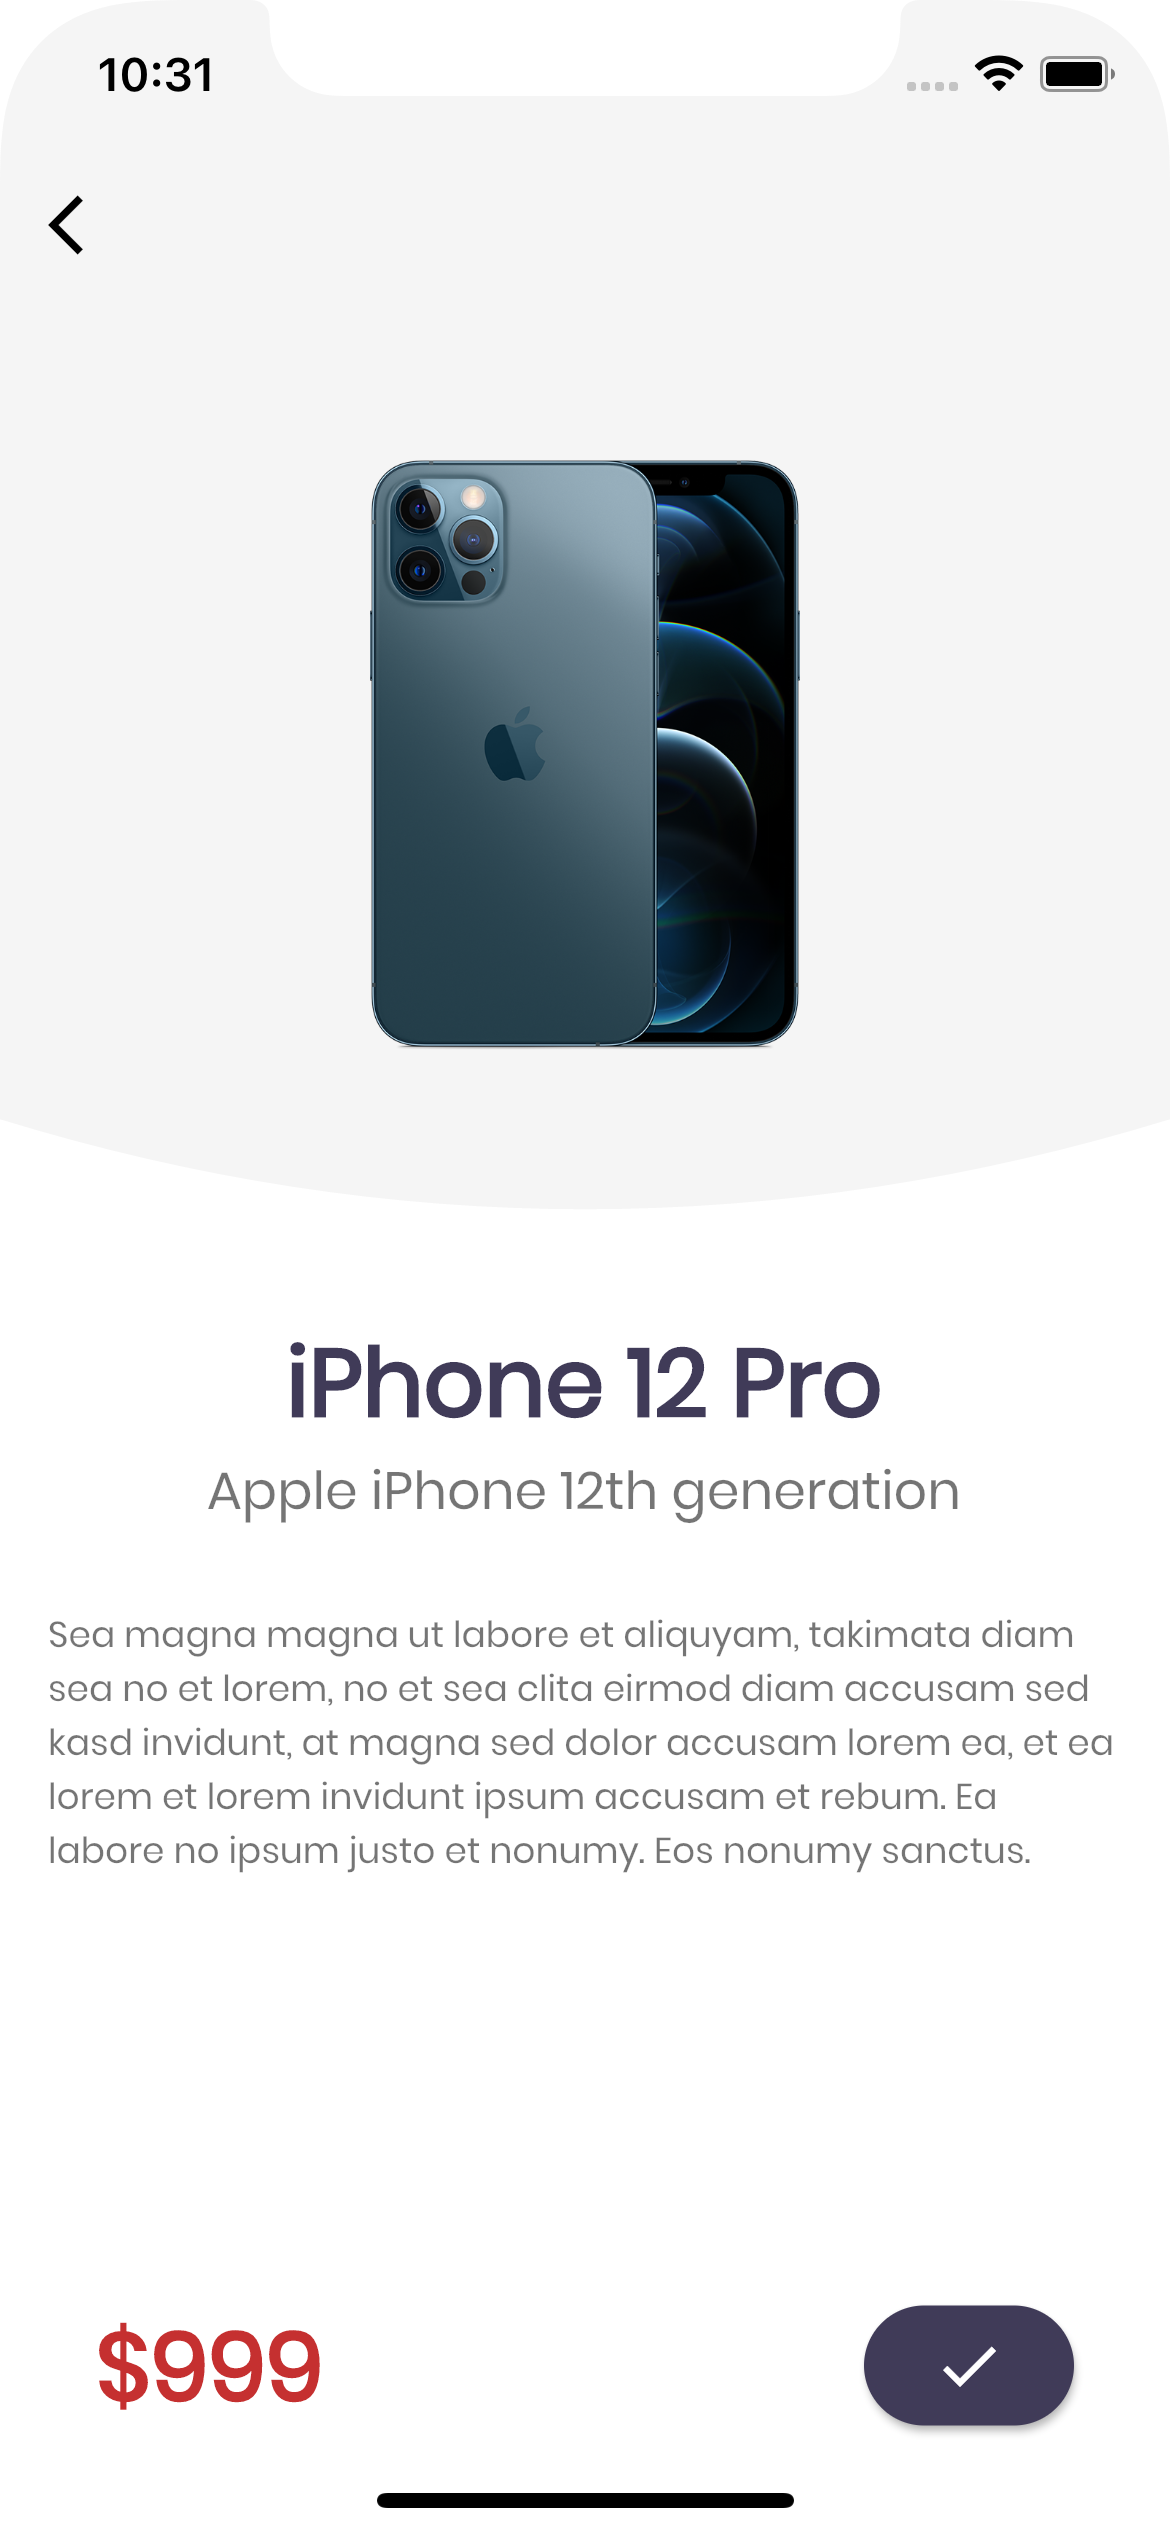 10:31
iPhone 12 Pro
Apple iPhone 12th generation
Sea magna magna ut labore et aliquyam, takimata diam
sea no et lorem, no et sea clita eirmod diam accusam sed
kasd invidunt, at magna sed dolor accusam lorem ea, et ea
lorem et lorem invidunt ipsum accusam et rebum. Ea
labore no ipsum justo et nonumy. Eos nonumy sanctus.
$999